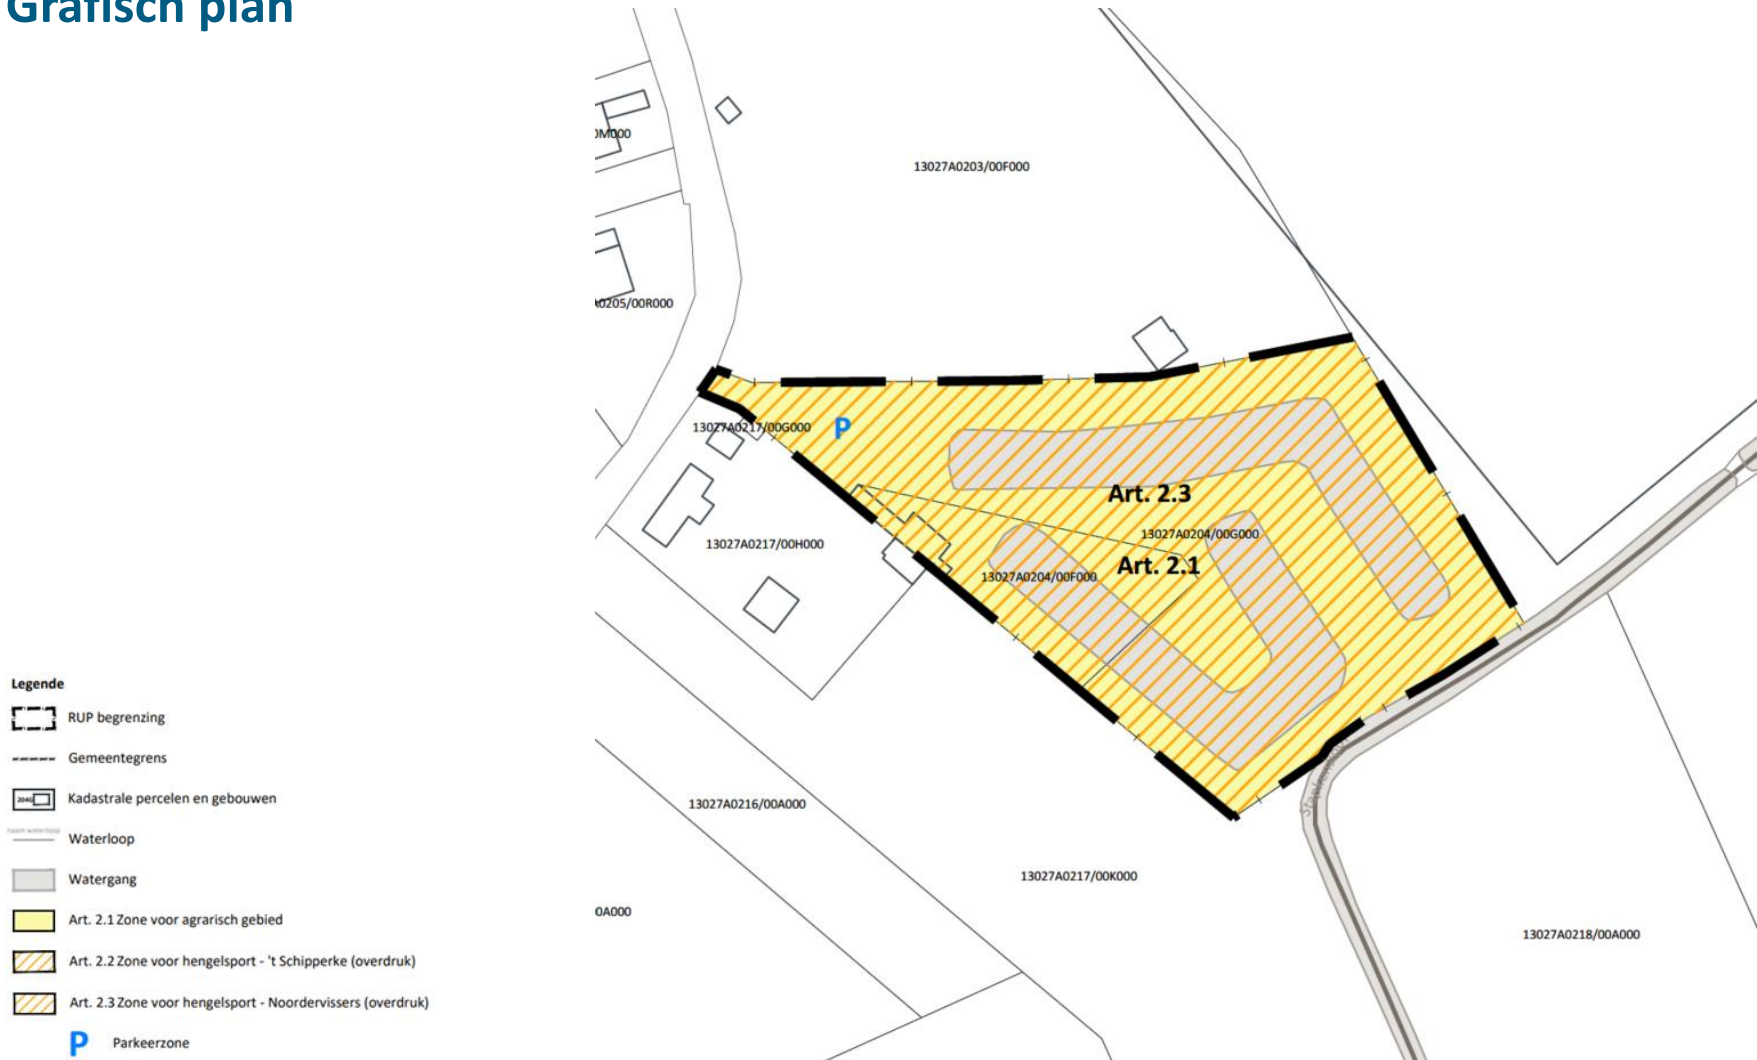 Grafisch plan
0M000
13027A0203/00F000
A0205/00R000
13027A0217/00G000
P
Art. 2.3
13027A0204/00G000
13027A0217/00H000
Art. 2.1
13027A0204/00F000
13027A0216/00A000
13027A0217/00K000
0A000
13027A0218/00A000
Legende
RUP begrenzing
Gemeentegrens
Kadastrale percelen en gebouwen
naam waterloop
Waterloop
Watergang
Art. 2.1 Zone voor agrarisch gebied
Art. 2.2 Zone voor hengelsport - 't Schipperke (overdruk)
Art. 2.3 Zone voor hengelsport - Noordervissers (overdruk)
P Parkeerzone